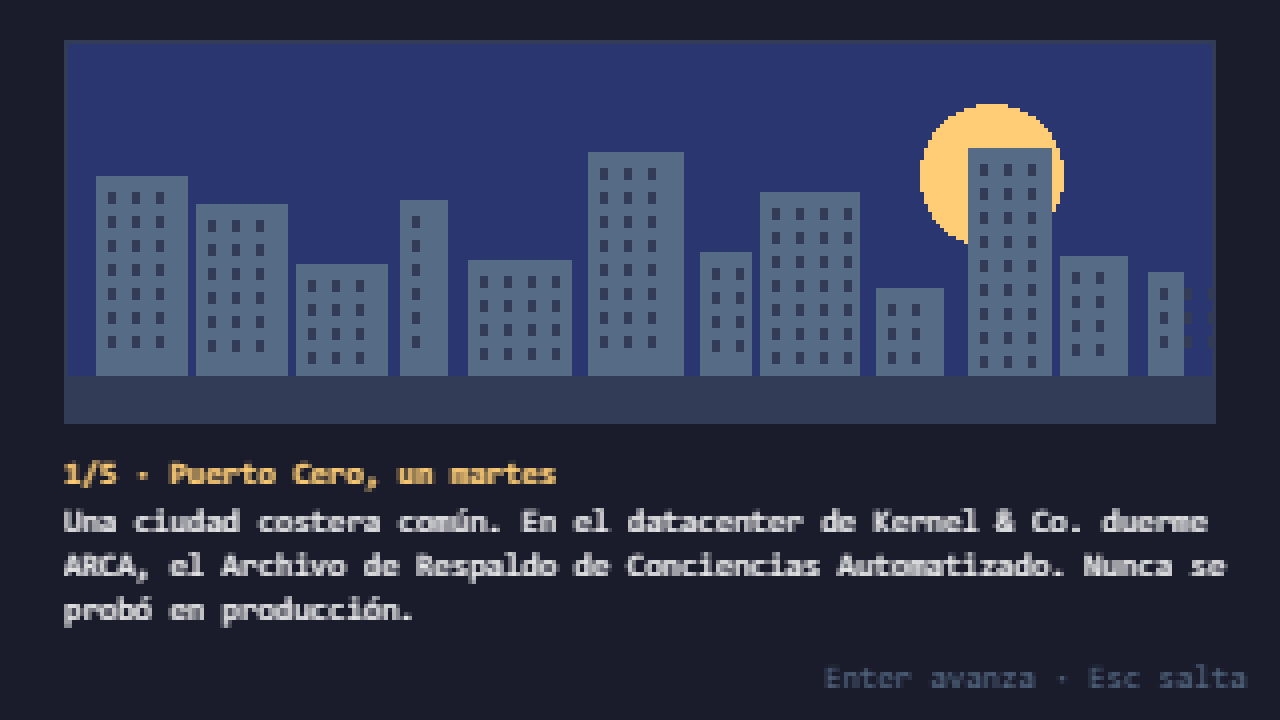 1/5 · Puerto Cero, un martes
Una ciudad costera común. En el datacenter de Kernel & Co. duerme
ARCA, el Archivo de Respaldo de Conciencias Automatizado. Nunca se
probó en producción.
Enter avanza · Esc salta